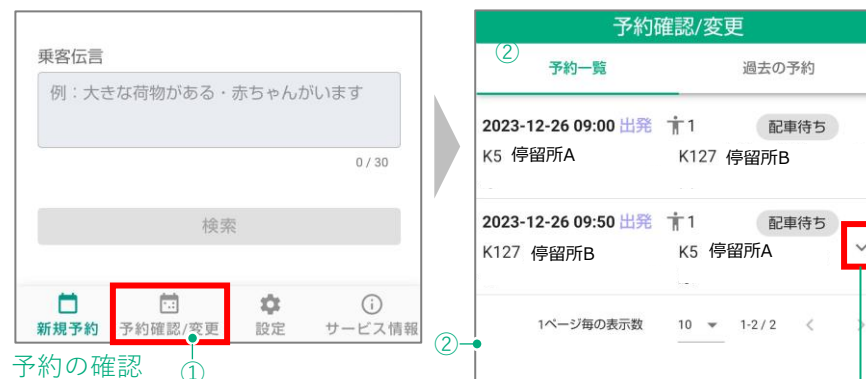 乗客伝言
例：大きな荷物がある・赤ちゃんがいます
0 / 30
検索
新規予約 予約確認/変更 設定 サービス情報
予約の確認 ①
予約確認/変更
②
予約一覧 過去の予約
2023-12-26 09:00 出発 1 配車待ち
K5 停留所A K127 停留所B
2023-12-26 09:50 出発 1 配車待ち
K127 停留所B K5 停留所A
1ページ毎の表示数 10 1-2 / 2
②